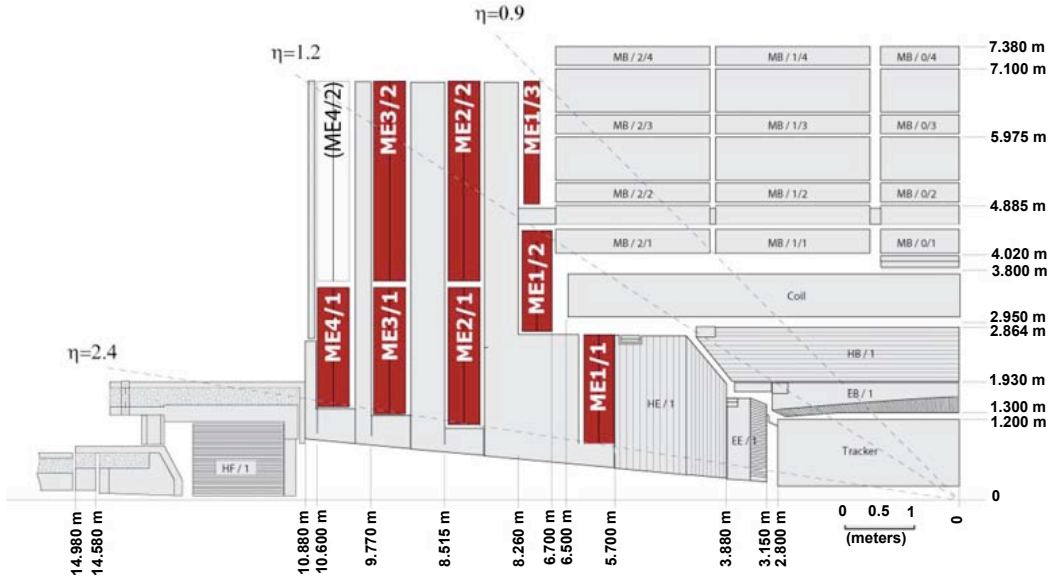 η=0.9
η=1.2
η=2.4
MB / 2/4
MB / 1/4
MB / 0/4
MB / 2/3
MB / 1/3
MB / 0/3
MB / 2/2
MB / 1/2
MB / 0/2
MB / 2/1
MB / 1/1
MB / 0/1
(ME4/2)
ME3/2
ME2/2
ME1/3
ME1/2
ME4/1
ME3/1
ME2/1
ME1/1
Coil
HB / 1
EB / 1
HE / 1
EE / 1
Tracker
HF / 1
7.380 m
7.100 m
5.975 m
4.885 m
4.020 m
3.800 m
2.950 m
2.864 m
1.930 m
1.300 m
1.200 m
0
0 0.5 1
(meters)
14.980 m
14.580 m
10.880 m
10.600 m
9.770 m
8.515 m
8.260 m
6.700 m
6.500 m
5.700 m
3.880 m
3.150 m
2.800 m
0